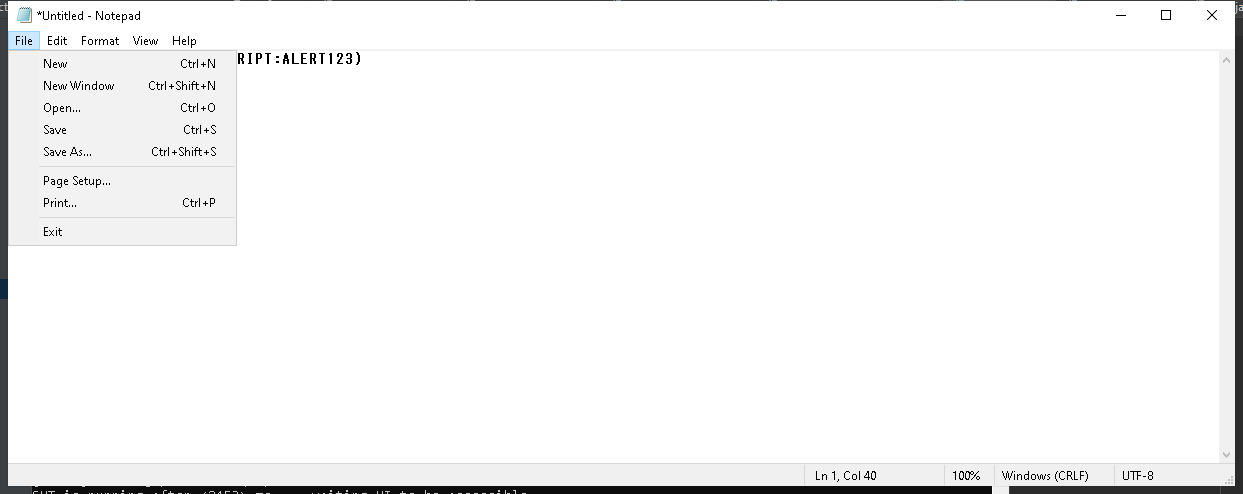 *Untitled - Notepad
File Edit Format View Help
New Ctrl+N
RIPT:ALERT123)
New Window Ctrl+Shift+N
Open... Ctrl+O
Save Ctrl+S
Save As... Ctrl+Shift+S
Page Setup...
Print... Ctrl+P
Exit
Ln 1, Col 40 100% Windows (CRLF) UTF-8